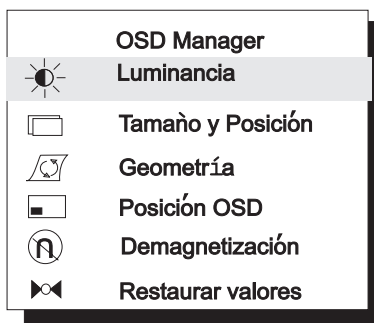 OSD Manager
Luminancia
Tamaño y Posición
Geometría
Posición OSD
Demagnetización
Restaurar valores